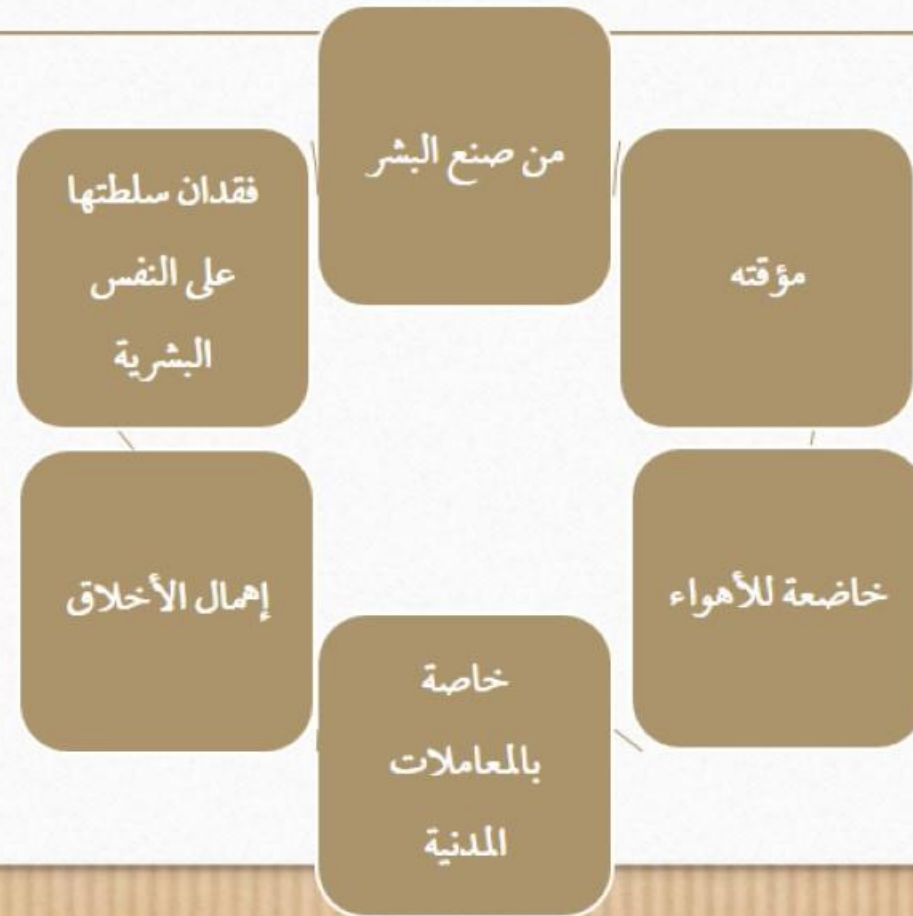 من صنع البشر
مؤقته
خاضعة للأهواء
خاصة
بالمعاملات
المدنية
إهمال الأخلاق
فقدان سلطتها
على النفس
البشرية